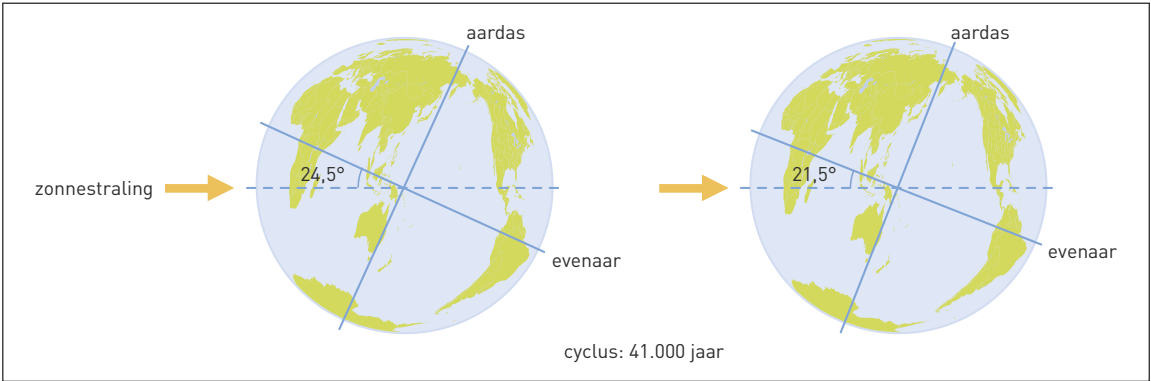 aardas
aardas
24,5°
21,5°
zonnestraling
evenaar
evenaar
cyclus: 41.000 jaar